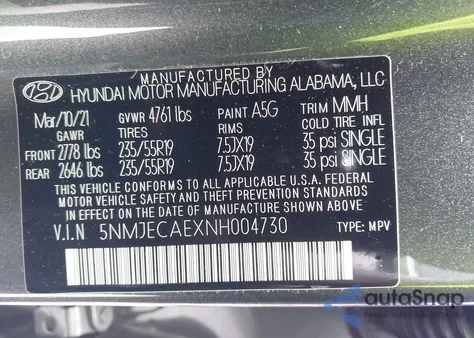 MANUFACTURED BY
HYUNDAI MOTOR MANUFACTURING ALABAMA, LLC
Mar/10/21 GVWR 4761 lbs PAINT A5G TRIM MMH
GAWR TIRES RIMS COLD TIRE INFL
FRONT 2778 lbs 235/55R19 7.5JX19 35 psi SINGLE
REAR 2646 lbs 235/55R19 7.5JX19 35 psi SINGLE
THIS VEHICLE CONFORMS TO ALL APPLICABLE U.S.A. FEDERAL
MOTOR VEHICLE SAFETY, BUMPER, AND THEFT PREVENTION
STANDARDS IN EFFECT ON THE DATE OF MANUFACTURE SHOWN ABOVE.
V.I.N 5NMJECAEXNH004730 TYPE: MPV
autoSnap